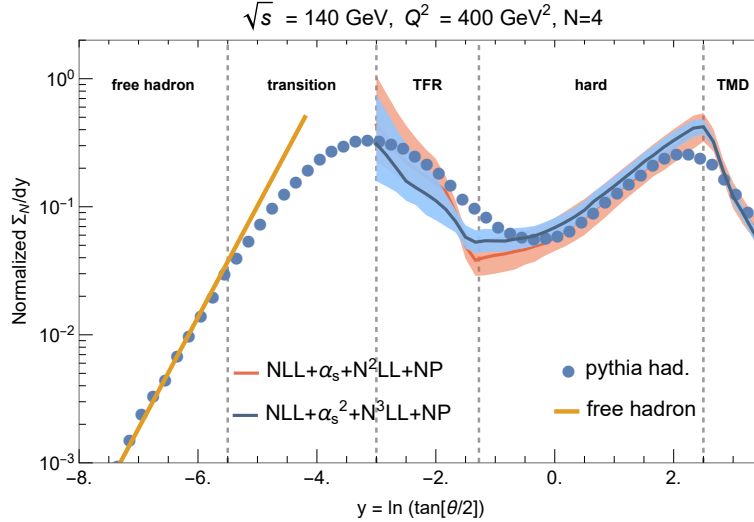 √s = 140 GeV, Q² = 400 GeV², N=4
free hadron transition TFR hard TMD
Normalized Σ_N/dy
10⁰
10⁻¹
10⁻²
10⁻³
NLL+α_s+N²LL+NP
NLL+α_s²+N³LL+NP
pythia had.
free hadron
-8. -6. -4. -2. 0. 2.
y = ln (tan[θ/2])